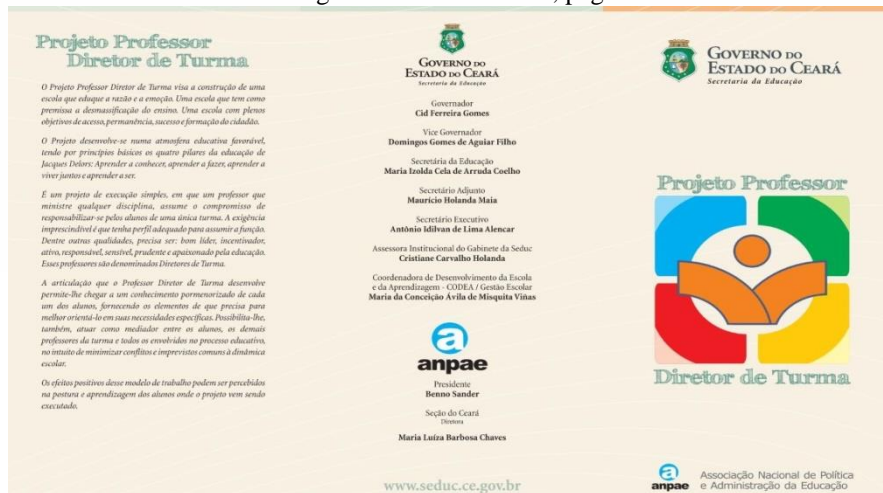 Projeto Professor
Diretor de Turma
O Projeto Professor Diretor de Turma visa a construção de uma
escola que eduque a razão e a emoção. Uma escola que tem como
premissa a desmassificação do ensino. Uma escola com plenos
objetivos de acesso, permanência, sucesso e formação do cidadão.
O Projeto desenvolve-se numa atmosfera educativa favorável,
tendo por princípios básicos os quatro pilares da educação de
Jacques Delors: Aprender a conhecer, aprender a fazer, aprender a
viver juntos e aprender a ser.
É um projeto de execução simples, em que um professor que
ministre qualquer disciplina, assume o compromisso de
responsabilizar-se pelos alunos de uma única turma. A exigência
imprescindível é que tenha perfil adequado para assumir a função.
Dentre outras qualidades, precisa ser: bom líder, incentivador,
ativo, responsável, sensível, prudente e apaixonado pela educação.
Esses professores são denominados Diretores de Turma.
A articulação que o Professor Diretor de Turma desenvolve
permite-lhe chegar a um conhecimento pormenorizado de cada
um dos alunos, fornecendo os elementos de que precisa para
melhor orientá-lo em suas necessidades específicas. Possibilita-lhe,
também, atuar como mediador entre os alunos, os demais
professores da turma e todos os envolvidos no processo educativo,
no intuito de minimizar conflitos e imprevistos comuns à dinâmica
escolar.
Os efeitos positivos desse modelo de trabalho podem ser percebidos
na postura e aprendizagem dos alunos onde o projeto vem sendo
executado.
GOVERNO DO
ESTADO DO CEARÁ
Secretaria da Educação
Governador
Cid Ferreira Gomes
Vice Governador
Domingos Gomes de Aguiar Filho
Secretária da Educação
Maria Izolda Cela de Arruda Coelho
Secretário Adjunto
Maurício Holanda Maia
Secretário Executivo
Antônio Idilvan de Lima Alencar
Assessora Institucional do Gabinete da Seduc
Cristiane Carvalho Holanda
Coordenadora de Desenvolvimento da Escola
e da Aprendizagem - CODEA / Gestão Escolar
Maria da Conceição Ávila de Misquita Viñas
anpae
Presidente
Benno Sander
Seção do Ceará
Diretora
Maria Luíza Barbosa Chaves
www.seduc.ce.gov.br
GOVERNO DO
ESTADO DO CEARÁ
Secretaria da Educação
Projeto Professor
Diretor de Turma
anpae
Associação Nacional de Política
e Administração da Educação